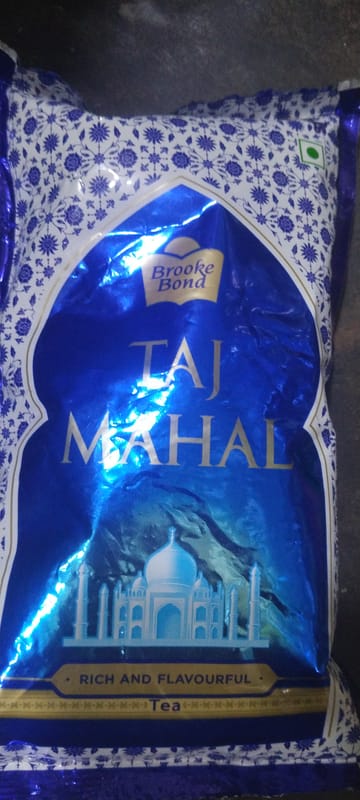 Brooke
Bond
TAJ
MAHAL
RICH AND FLAVOURFUL
Tea